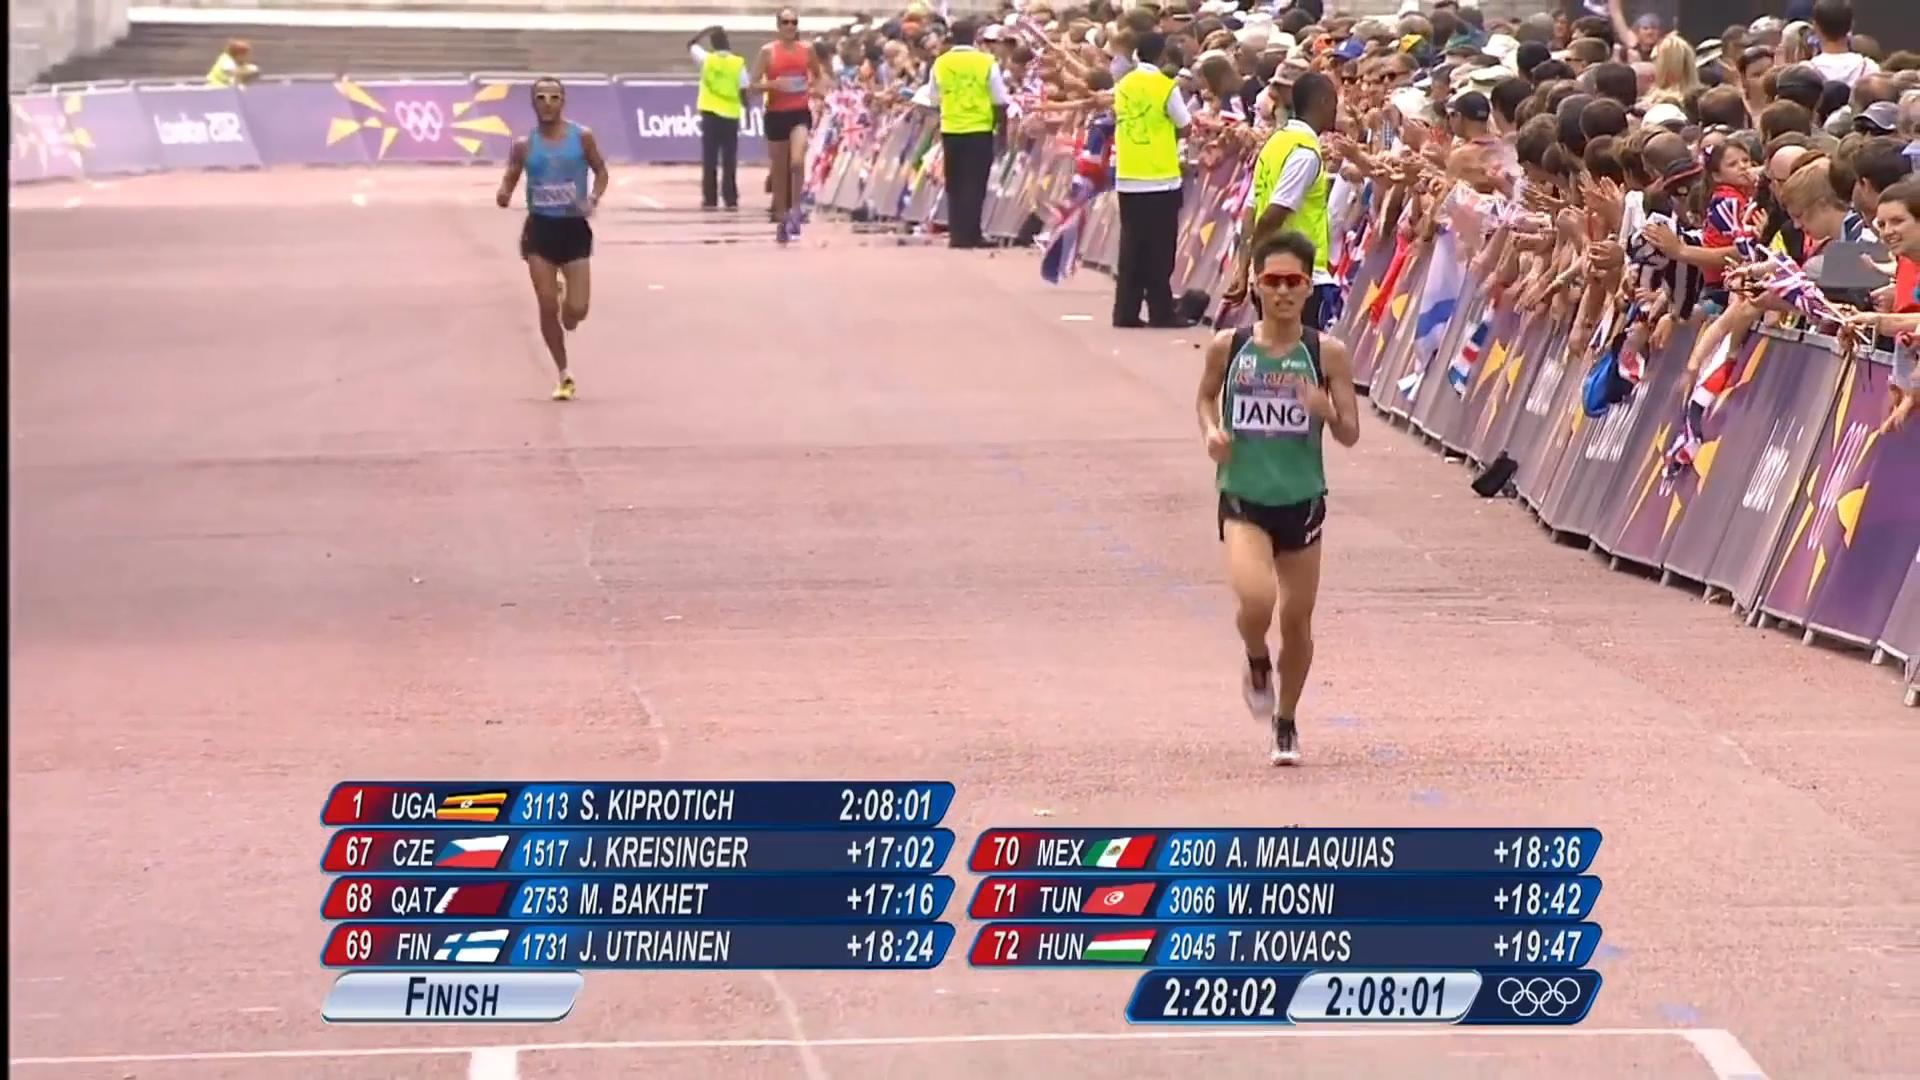 London 2012
London
JANG
1 UGA 3113 S. KIPROTICH 2:08:01
67 CZE 1517 J. KREISINGER +17:02
68 QAT 2753 M. BAKHET +17:16
69 FIN 1731 J. UTRIAINEN +18:24
70 MEX 2500 A. MALAQUIAS +18:36
71 TUN 3066 W. HOSNI +18:42
72 HUN 2045 T. KOVACS +19:47
FINISH
2:28:02 2:08:01